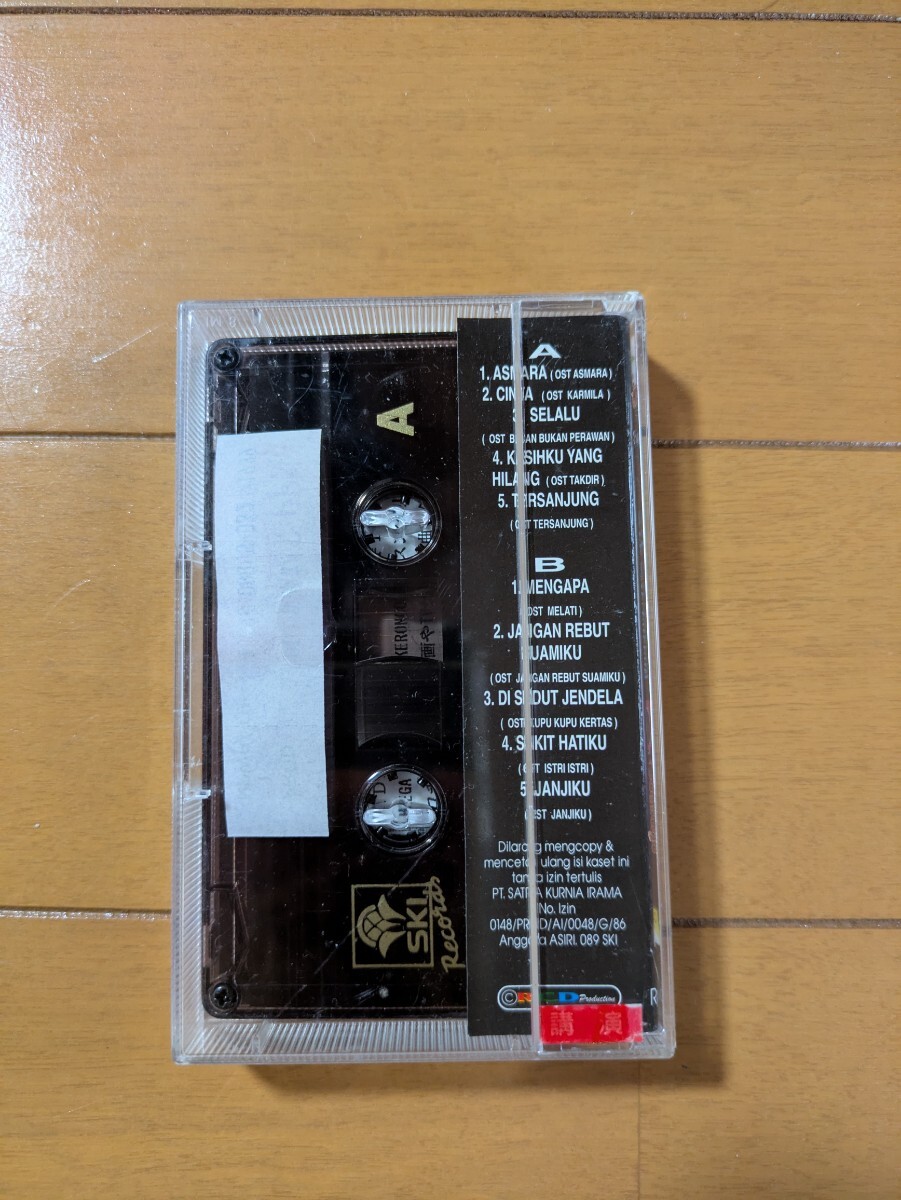 A
1. ASMARA (OST ASMARA)
2. CINTA (OST KARMILA)
3. SELALU
(OST BUKAN BUKAN PERAWAN)
4. KASIHKU YANG
HILANG (OST TAKDIR)
5. TERSANJUNG
(OST TERSANJUNG)
B
1. MENGAPA
(OST MELATI)
2. JANGAN REBUT
SUAMIKU
(OST JANGAN REBUT SUAMIKU)
3. DI SUDUT JENDELA
(OST KUPU KUPU KERTAS)
4. SAKIT HATIKU
(OST ISTRI ISTRI)
5. JANJIKU
(OST JANJIKU)
Dilarang mengcopy &
mencetak ulang isi kaset ini
tanpa izin tertulis
PT. SATRIA KURNIA IRAMA
No. Izin
0148/PRIND/AI/0048/G/86
Anggota ASIRI. 089 SKI
Production
R
講演
A
SKI
Records